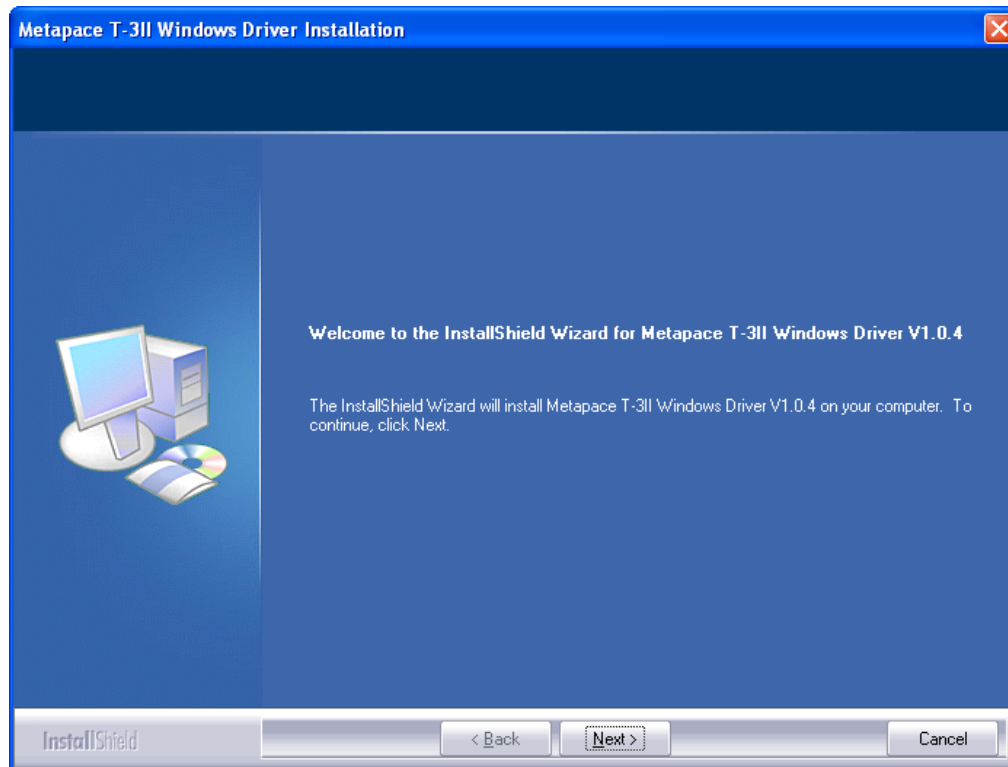 Metapace T-3II Windows Driver Installation
Welcome to the InstallShield Wizard for Metapace T-3II Windows Driver V1.0.4
The InstallShield Wizard will install Metapace T-3II Windows Driver V1.0.4 on your computer. To
continue, click Next.
InstallShield
< Back
Next >
Cancel